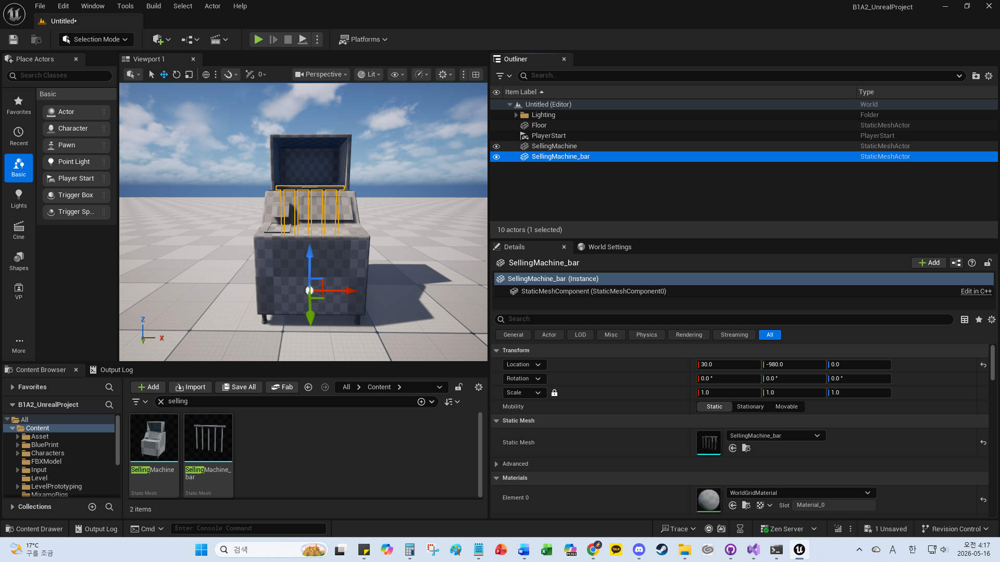 File Edit Window Tools Build Select Actor Help
B1A2_UnrealProject
Untitled*
Selection Mode
Platforms
Place Actors
Search Classes
Favorites
Recent
Basic
Lights
Cine
Shapes
VP
More
Basic
Actor
Character
Pawn
Point Light
Player Start
Trigger Box
Trigger Sp...
Viewport 1
0
Perspective
Lit
Z
X
Y
Outliner
Search...
Item Label Type
Untitled (Editor) World
Lighting Folder
Floor StaticMeshActor
PlayerStart PlayerStart
SellingMachine StaticMeshActor
SellingMachine_bar StaticMeshActor
10 actors (1 selected)
Details World Settings
SellingMachine_bar
Add
SellingMachine_bar (Instance)
StaticMeshComponent (StaticMeshComponent0) Edit in C++
Search
General Actor LOD Misc Physics Rendering Streaming All
Transform
Location 30.0 -980.0 0.0
Rotation 0.0 ° 0.0 ° 0.0 °
Scale 1.0 1.0 1.0
Mobility Static Stationary Movable
Static Mesh
Static Mesh SellingMachine_bar
Advanced
Materials
Element 0 WorldGridMaterial
Slot Material_0
Content Browser Output Log
Favorites
B1A2_UnrealProject
All
Content
Asset
BluePrint
Characters
FBXModel
Input
Level
LevelPrototyping
MixamoRigs
Collections
Add Import Save All Fab All Content
selling
SellingMachine
Static Mesh
SellingMachine_
bar
Static Mesh
2 items
Content Drawer Output Log Cmd Enter Console Command
Trace Zen Server 1 Unsaved Revision Control
17°C
구름 조금
검색
TALK
M365
A 한
오전 4:17
2026-05-16